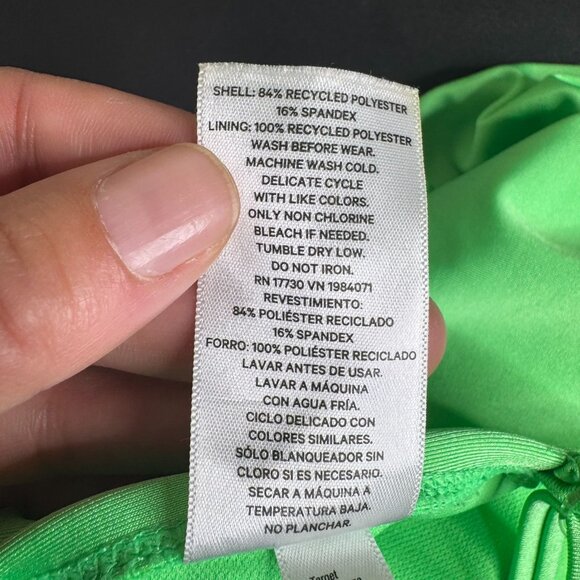 SHELL: 84% RECYCLED POLYESTER
16% SPANDEX
LINING: 100% RECYCLED POLYESTER
WASH BEFORE WEAR.
MACHINE WASH COLD.
DELICATE CYCLE
WITH LIKE COLORS.
ONLY NON CHLORINE
BLEACH IF NEEDED.
TUMBLE DRY LOW.
DO NOT IRON.
RN 17730 VN 1984071
REVESTIMIENTO:
84% POLIÉSTER RECICLADO
16% SPANDEX
FORRO: 100% POLIÉSTER RECICLADO
LAVAR ANTES DE USAR.
LAVAR A MÁQUINA
CON AGUA FRÍA.
CICLO DELICADO CON
COLORES SIMILARES.
SÓLO BLANQUEADOR SIN
CLORO SI ES NECESARIO.
SECAR A MÁQUINA A
TEMPERATURA BAJA.
NO PLANCHAR.
Target